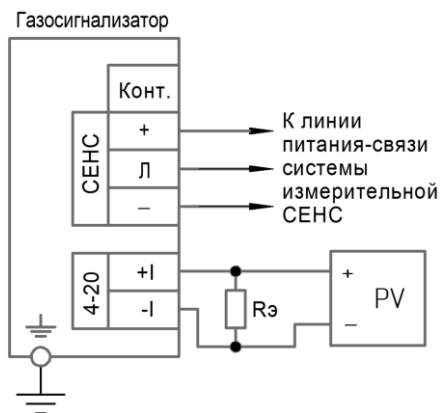 Газосигнализатор
Конт.
СЕНС
+
Л
–
К линии
питания-связи
системы
измерительной
СЕНС
4-20
+I
-I
Rэ
+
–
PV